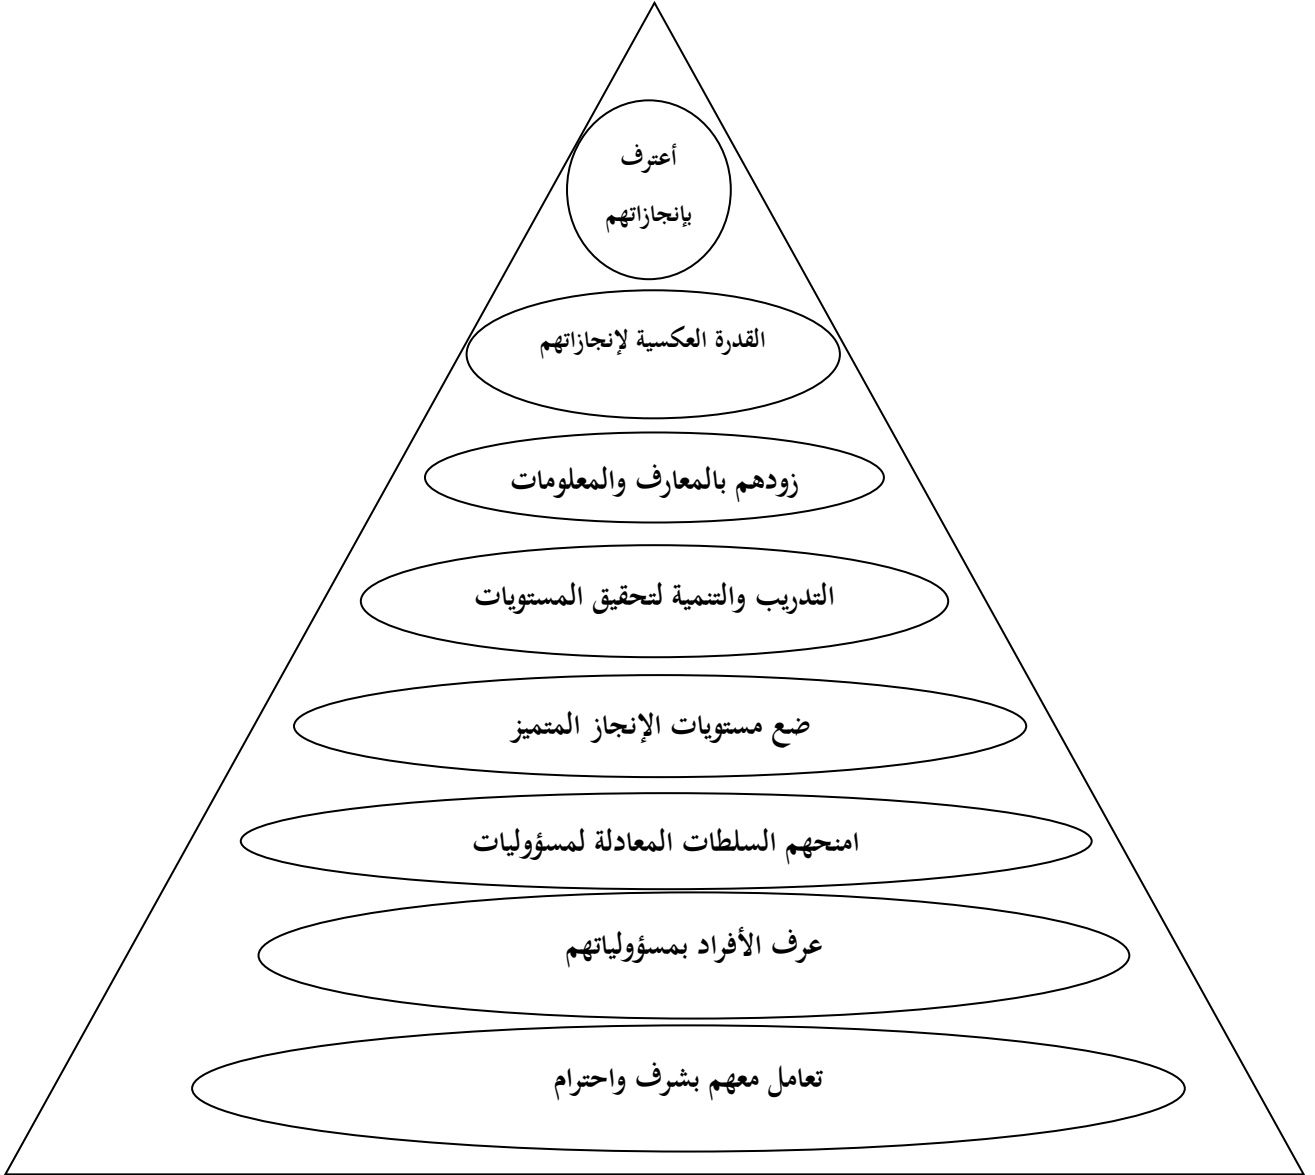 أعترف
بإنجازاتهم
القدرة العكسية لإنجازاتهم
زودهم بالمعارف والمعلومات
التدريب والتنمية لتحقيق المستويات
ضع مستويات الإنجاز المتميز
امنحهم السلطات المعادلة لمسؤوليات
عرف الأفراد بمسؤولياتهم
تعامل معهم بشرف واحترام